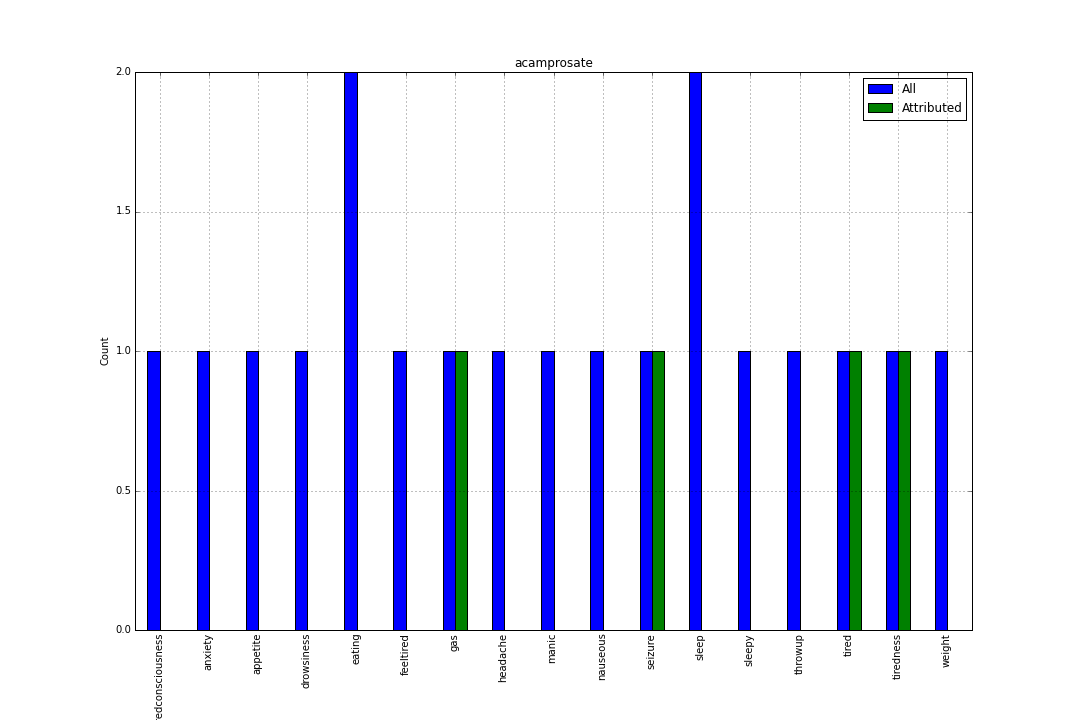 acamprosate
All
Attributed
Count
2.0
1.5
1.0
0.5
0.0
redconsciousness
anxiety
appetite
drowsiness
eating
feeltired
gas
headache
manic
nauseous
seizure
sleep
sleepy
throwup
tired
tiredness
weight